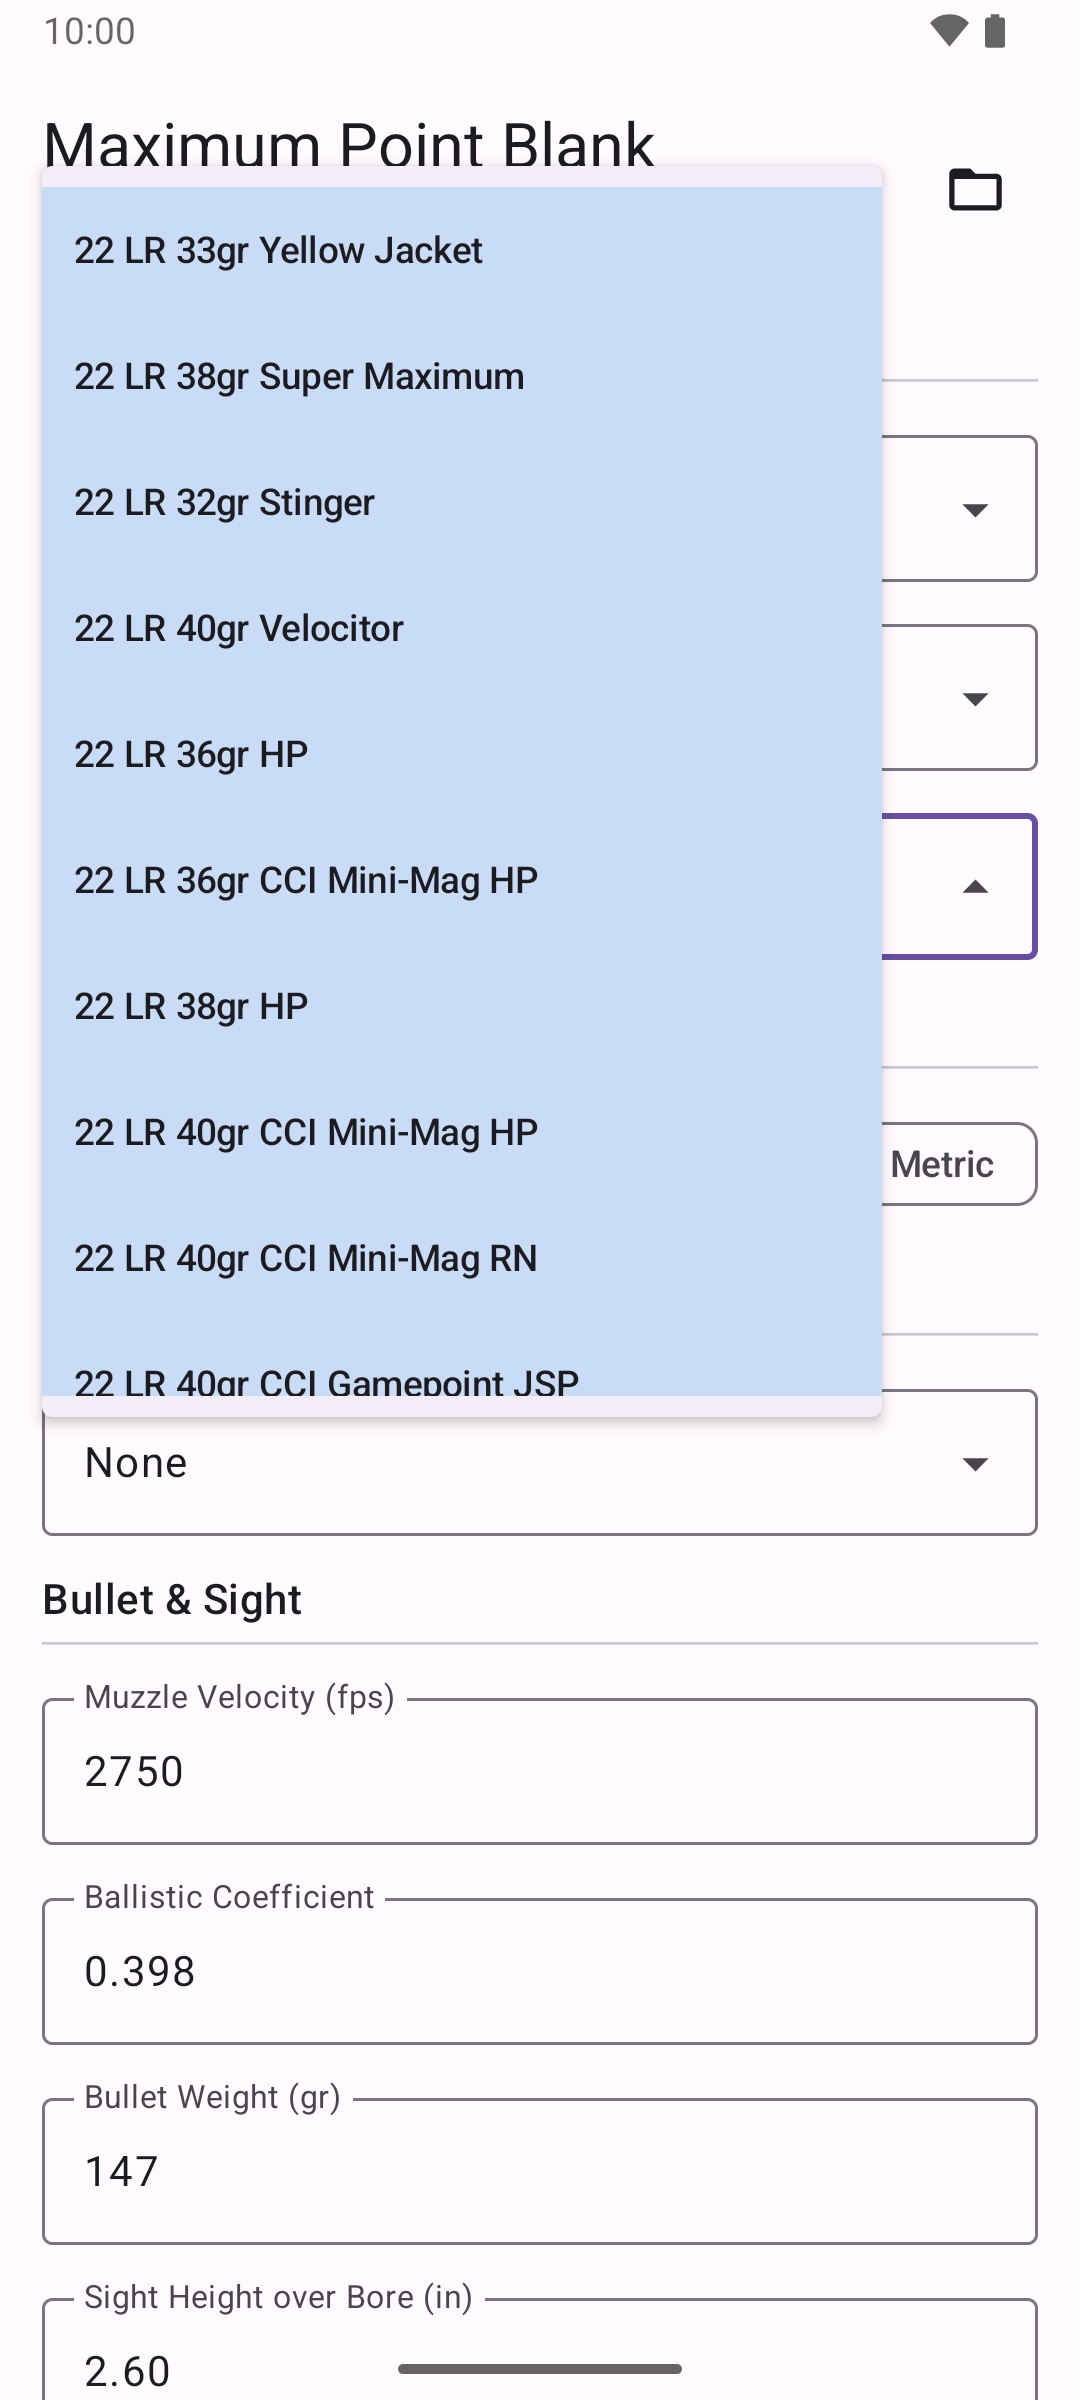 10:00
Maximum Point Blank
22 LR 33gr Yellow Jacket
22 LR 38gr Super Maximum
22 LR 32gr Stinger
22 LR 40gr Velocitor
22 LR 36gr HP
22 LR 36gr CCI Mini-Mag HP
22 LR 38gr HP
22 LR 40gr CCI Mini-Mag HP
Metric
22 LR 40gr CCI Mini-Mag RN
22 LR 40gr CCI Gamepoint JSP
None
Bullet & Sight
Muzzle Velocity (fps)
2750
Ballistic Coefficient
0.398
Bullet Weight (gr)
147
Sight Height over Bore (in)
2.60